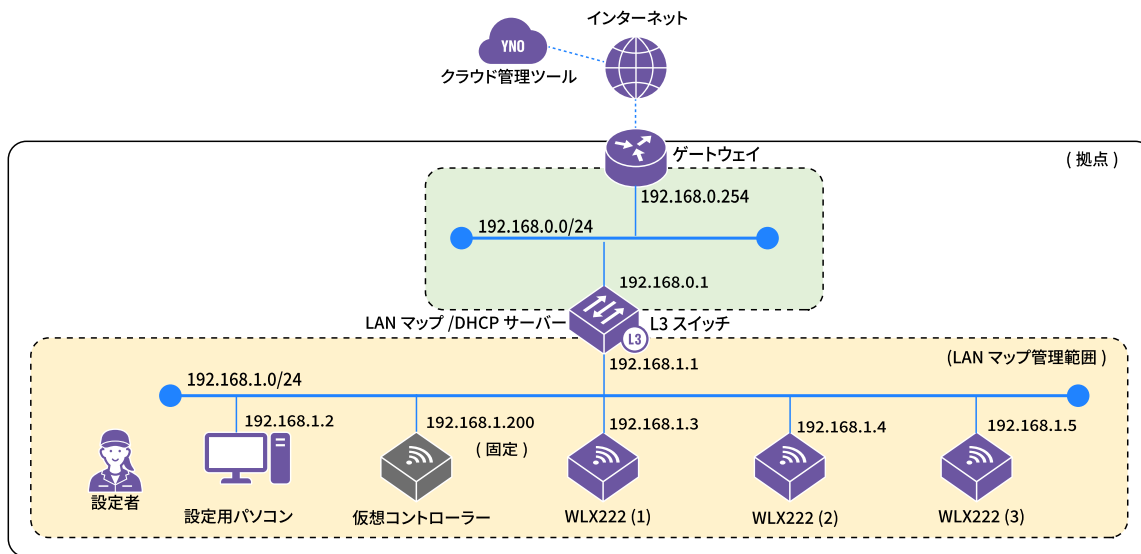 インターネット
YNO
クラウド管理ツール
ゲートウェイ
( 拠点 )
192.168.0.254
192.168.0.0/24
192.168.0.1
LAN マップ /DHCP サーバー
L3 スイッチ
L3
(LAN マップ管理範囲 )
192.168.1.1
192.168.1.0/24
192.168.1.2
192.168.1.200
( 固定 )
192.168.1.3
192.168.1.4
192.168.1.5
設定者
設定用パソコン
仮想コントローラー
WLX222 (1)
WLX222 (2)
WLX222 (3)